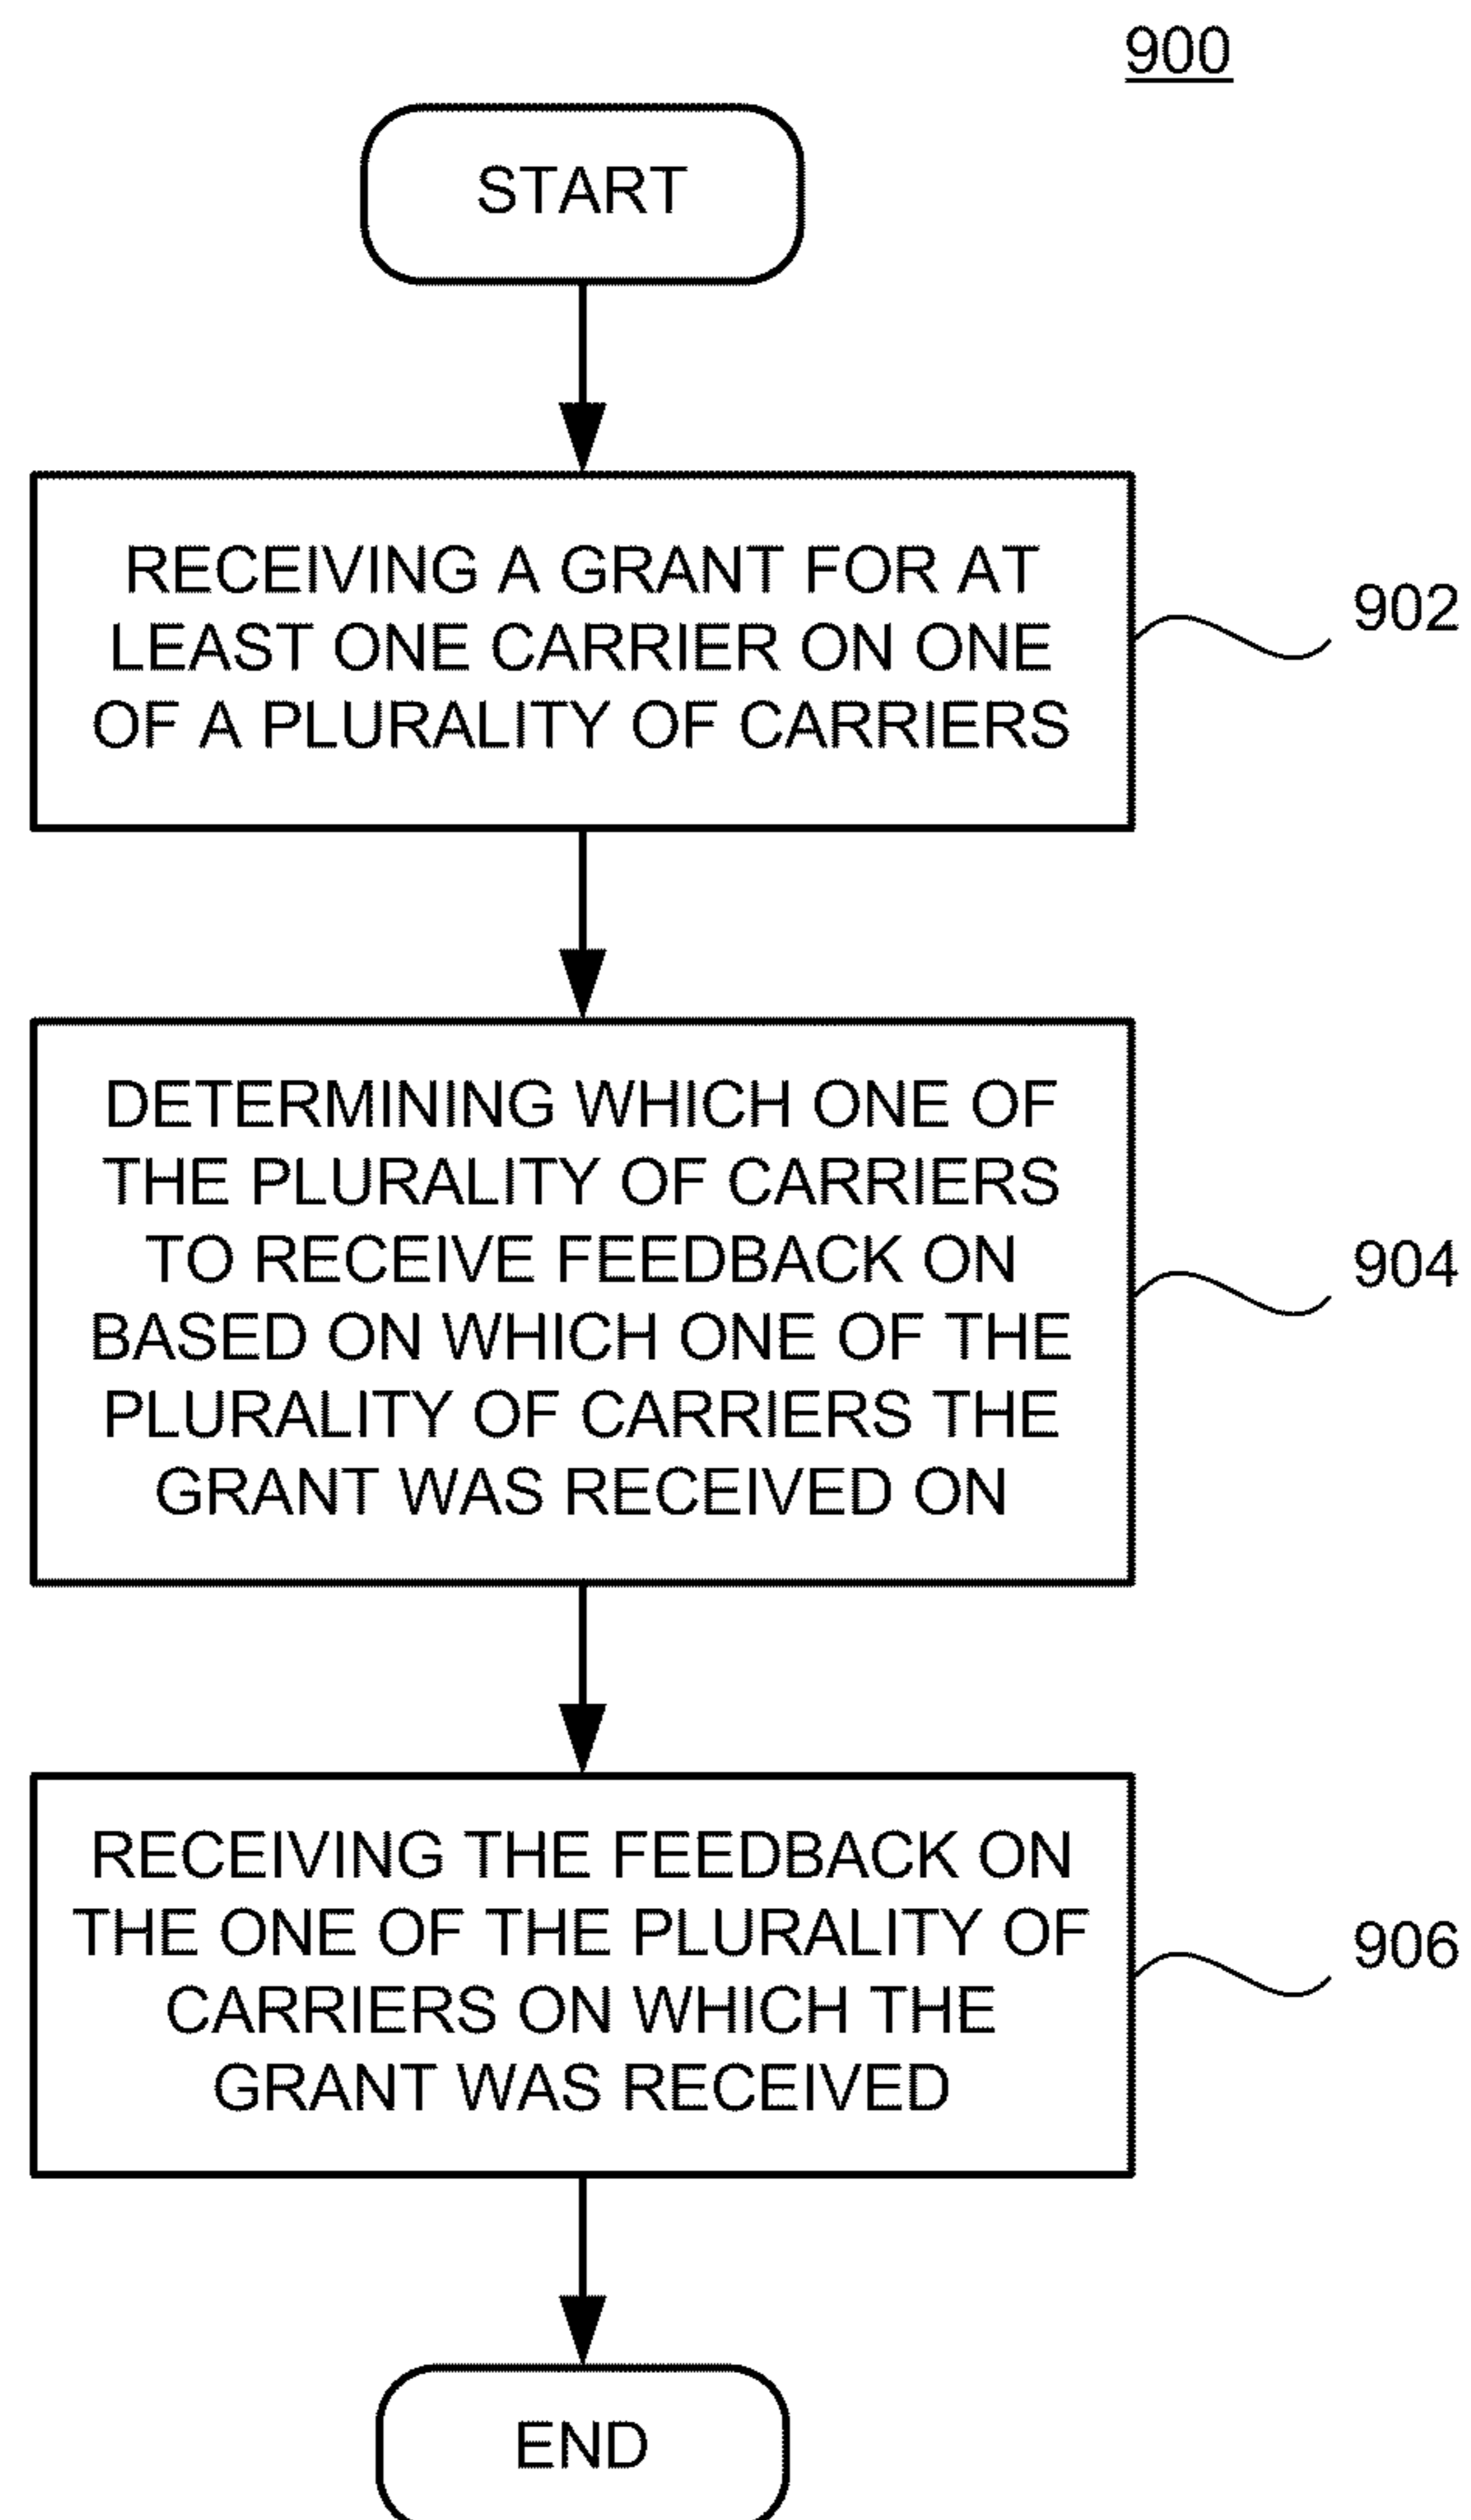 900
START
RECEIVING A GRANT FOR AT
LEAST ONE CARRIER ON ONE
OF A PLURALITY OF CARRIERS
902
DETERMINING WHICH ONE OF
THE PLURALITY OF CARRIERS
TO RECEIVE FEEDBACK ON
BASED ON WHICH ONE OF THE
PLURALITY OF CARRIERS THE
GRANT WAS RECEIVED ON
904
RECEIVING THE FEEDBACK ON
THE ONE OF THE PLURALITY OF
CARRIERS ON WHICH THE
GRANT WAS RECEIVED
906
END